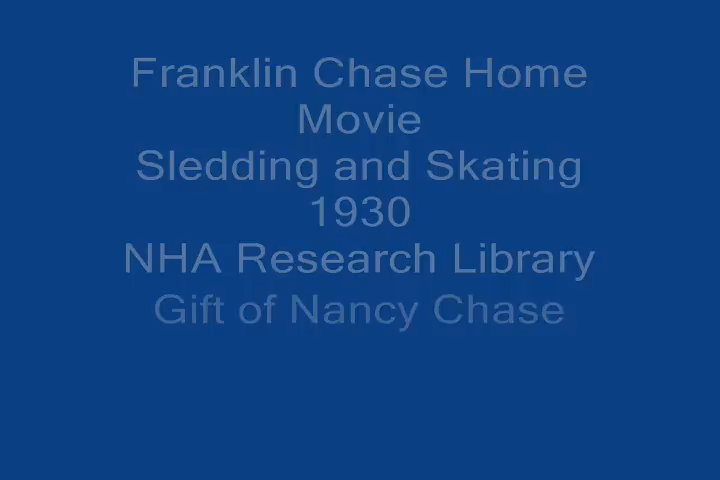 Franklin Chase Home
Movie
Sledding and Skating
1930
NHA Research Library
Gift of Nancy Chase